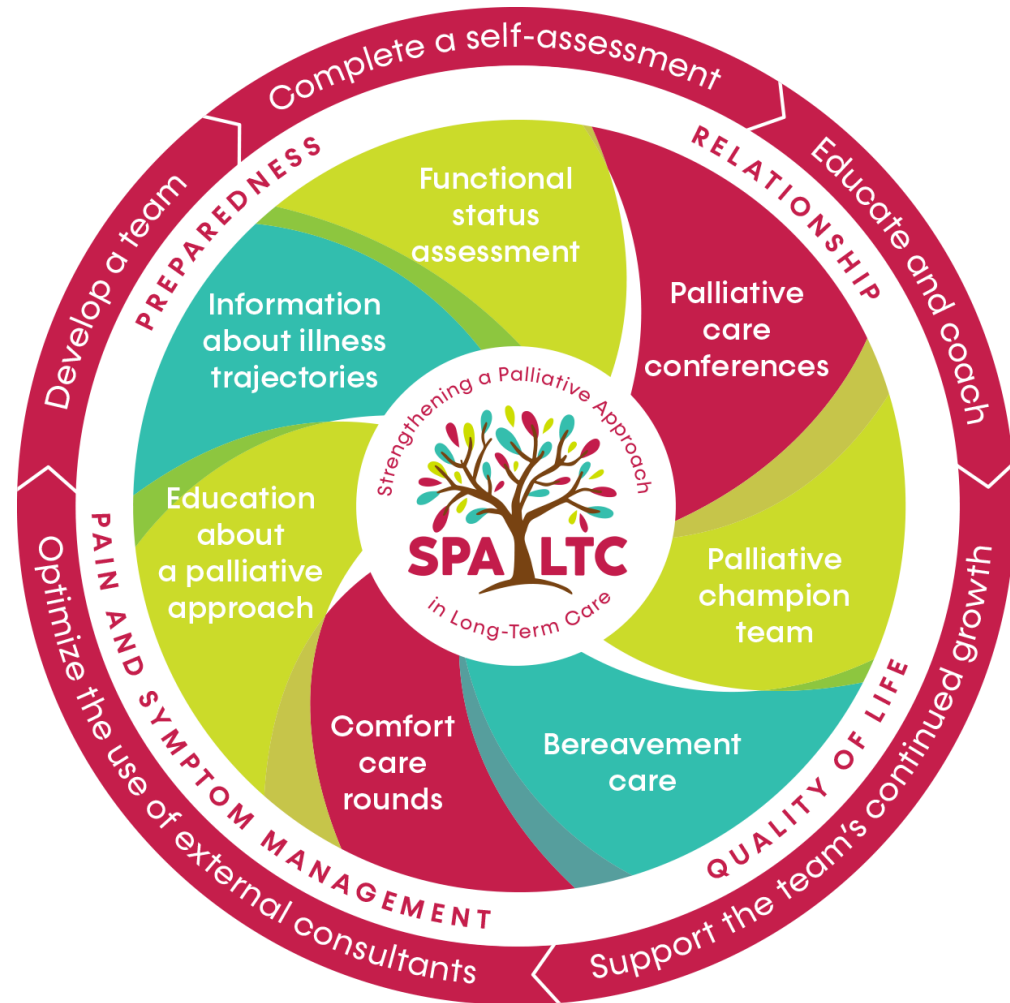 Complete a self-assessment
Educate and coach
Support the team's continued growth
Optimize the use of external consultants
Develop a team
PREPAREDNESS
RELATIONSHIP
QUALITY OF LIFE
PAIN AND SYMPTOM MANAGEMENT
Functional
status
assessment
Palliative
care
conferences
Palliative
champion
team
Bereavement
care
Comfort
care
rounds
Education
about
a palliative
approach
Information
about illness
trajectories
Strengthening a Palliative Approach
SPA LTC
in Long-Term Care